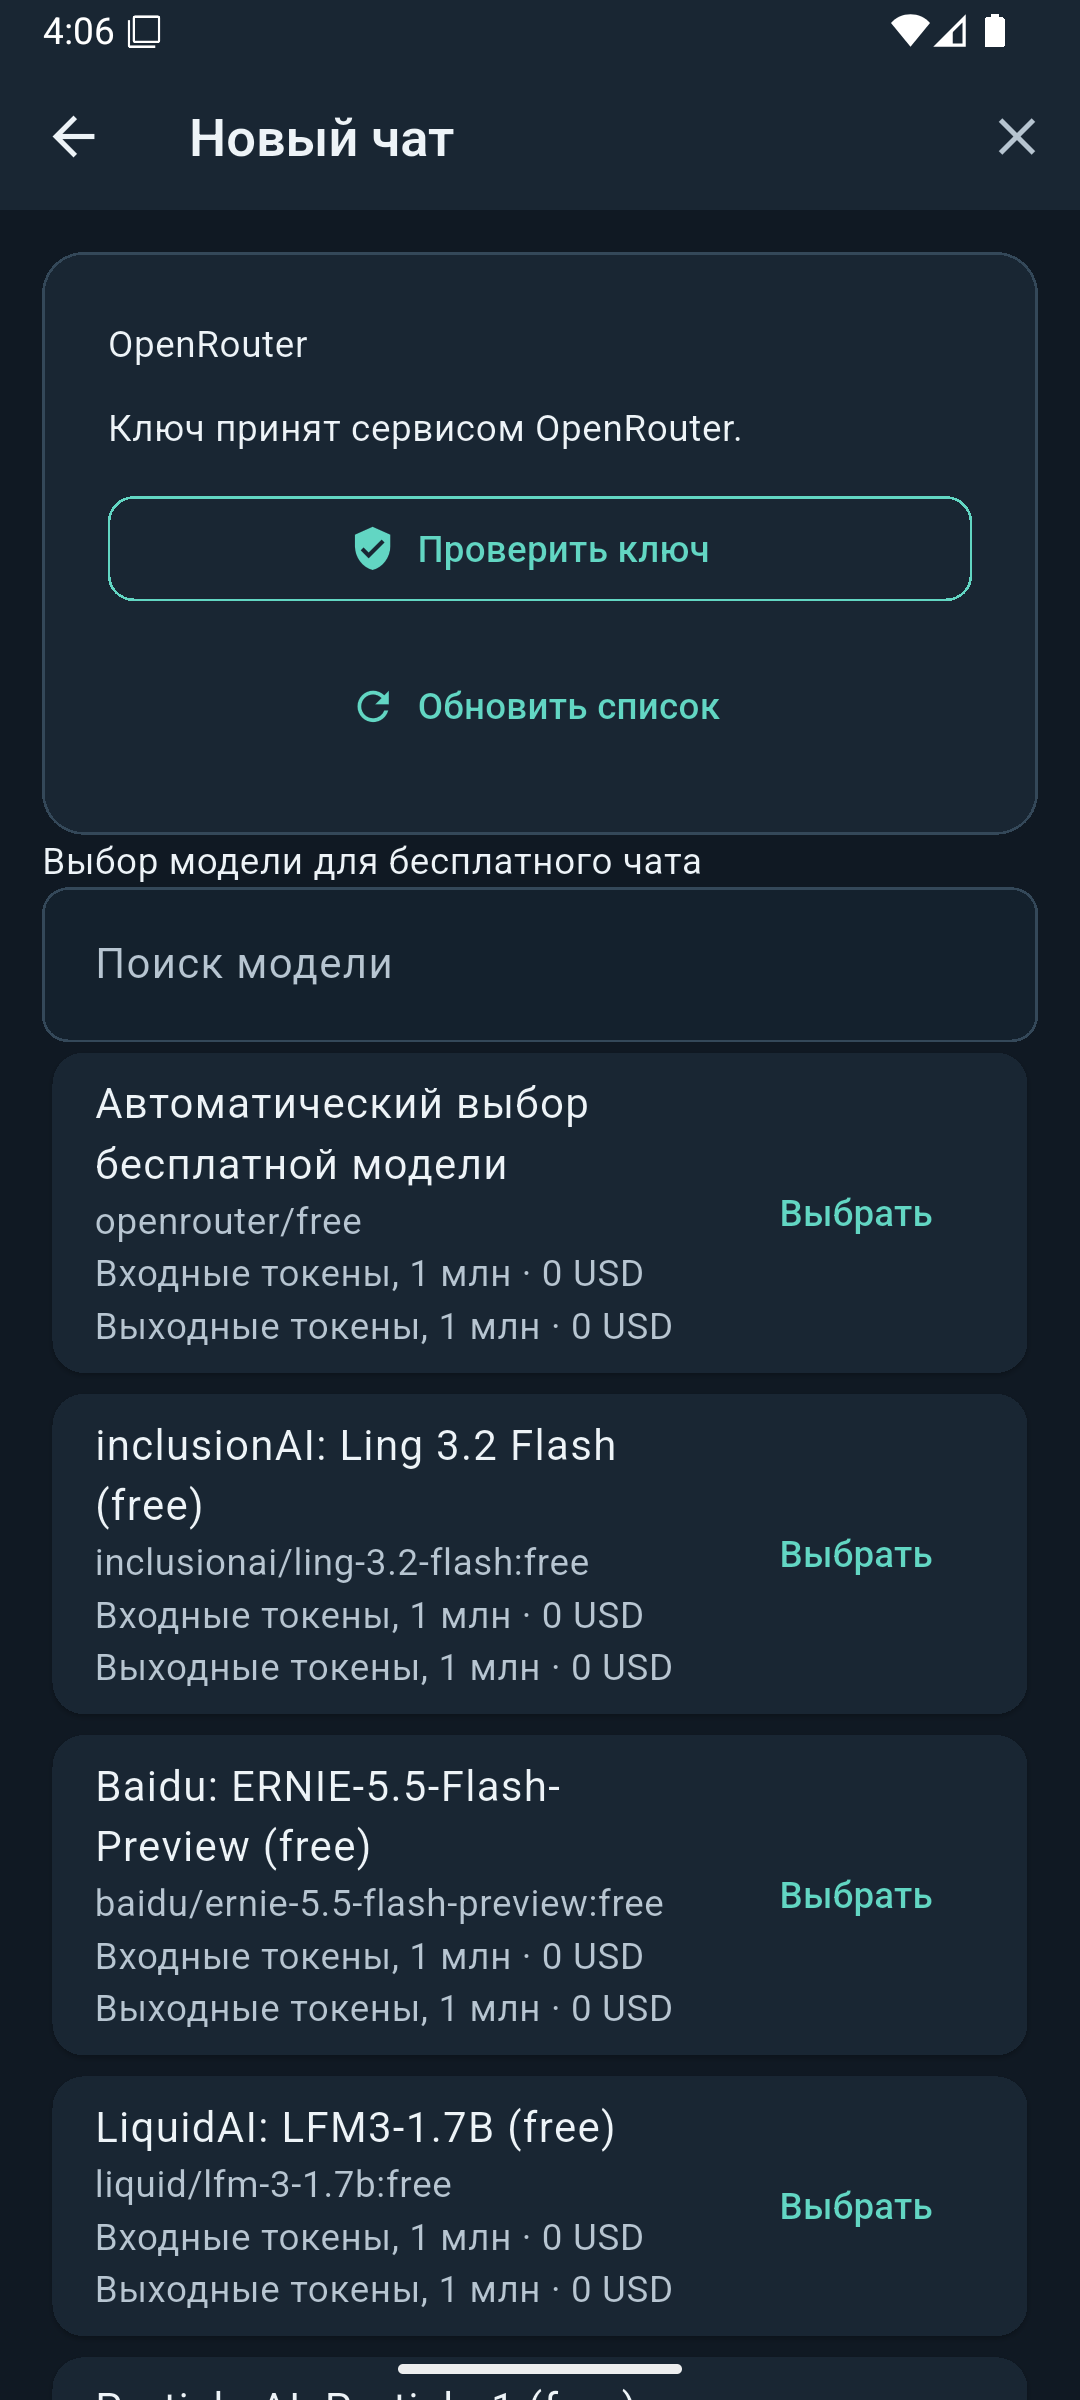 4:06
Новый чат
OpenRouter
Ключ принят сервисом OpenRouter.
Проверить ключ
Обновить список
Выбор модели для бесплатного чата
Поиск модели
Автоматический выбор
бесплатной модели
openrouter/free
Входные токены, 1 млн · 0 USD
Выходные токены, 1 млн · 0 USD
Выбрать
inclusionAI: Ling 3.2 Flash
(free)
inclusionai/ling-3.2-flash:free
Входные токены, 1 млн · 0 USD
Выходные токены, 1 млн · 0 USD
Выбрать
Baidu: ERNIE-5.5-Flash-
Preview (free)
baidu/ernie-5.5-flash-preview:free
Входные токены, 1 млн · 0 USD
Выходные токены, 1 млн · 0 USD
Выбрать
LiquidAI: LFM3-1.7B (free)
liquid/lfm-3-1.7b:free
Входные токены, 1 млн · 0 USD
Выходные токены, 1 млн · 0 USD
Выбрать